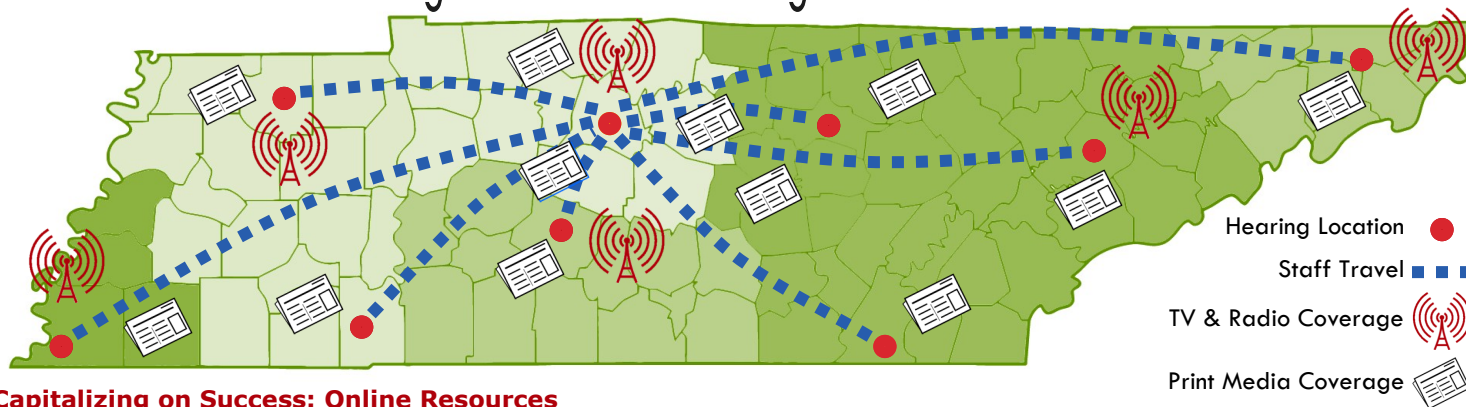 Hearing Location
Staff Travel
TV & Radio Coverage
Print Media Coverage
Capitalizing on Success: Online Resources